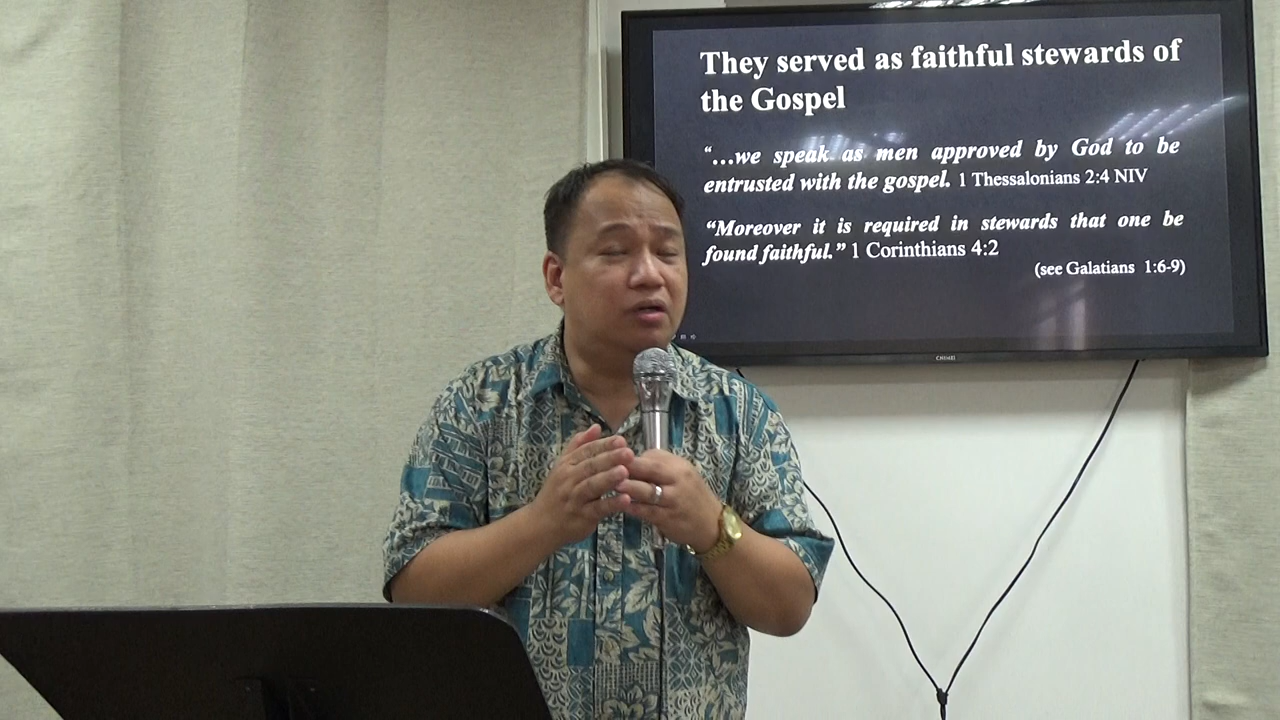 They served as faithful stewards of
the Gospel
“…we speak as men approved by God to be
entrusted with the gospel. 1 Thessalonians 2:4 NIV
“Moreover it is required in stewards that one be
found faithful.” 1 Corinthians 4:2
(see Galatians 1:6-9)
CHIMEI